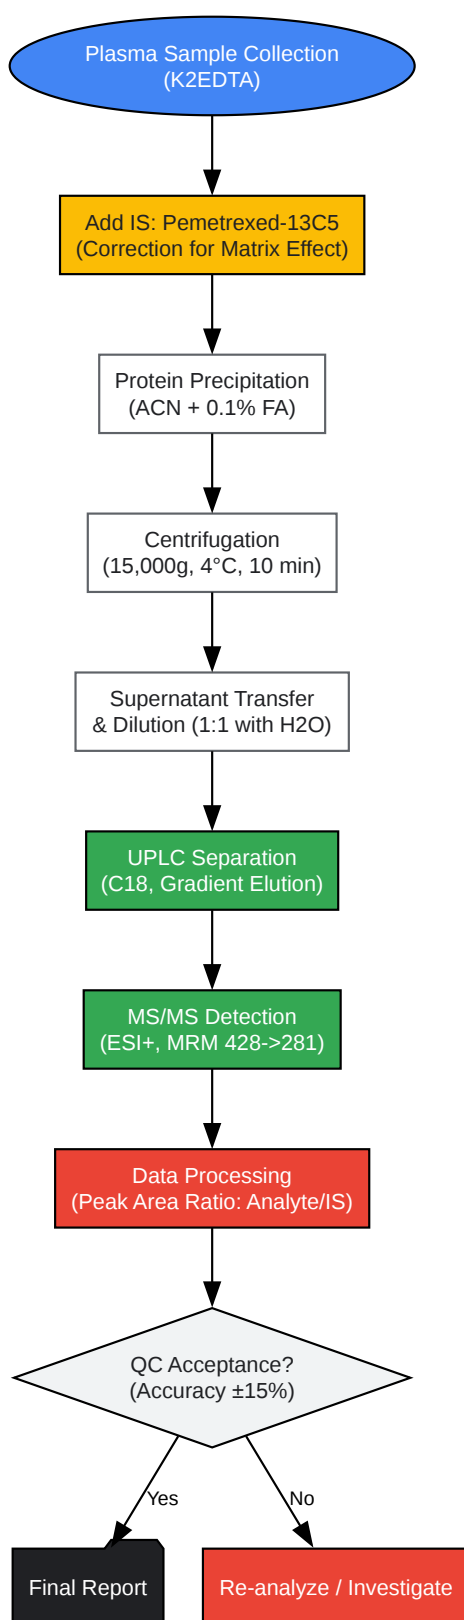 Plasma Sample Collection
(K2EDTA)
Add IS: Pemetrexed-13C5
(Correction for Matrix Effect)
Protein Precipitation
(ACN + 0.1% FA)
Centrifugation
(15,000g, 4°C, 10 min)
Supernatant Transfer
& Dilution (1:1 with H2O)
UPLC Separation
(C18, Gradient Elution)
MS/MS Detection
(ESI+, MRM 428->281)
Data Processing
(Peak Area Ratio: Analyte/IS)
QC Acceptance?
(Accuracy ±15%)
Yes
No
Final Report
Re-analyze / Investigate